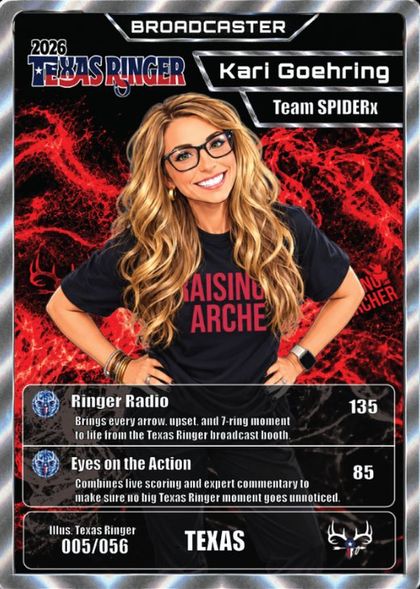 BROADCASTER
2026
TEXAS RINGER
Kari Goehring
Team SPIDERx
RAISING
ARCHE
ARCHER
Ringer Radio
135
Brings every arrow, upset, and 7-ring moment
to life from the Texas Ringer broadcast booth.
Eyes on the Action
85
Combines live scoring and expert commentary to
make sure no big Texas Ringer moment goes unnoticed.
Illus. Texas Ringer
005/056
TEXAS